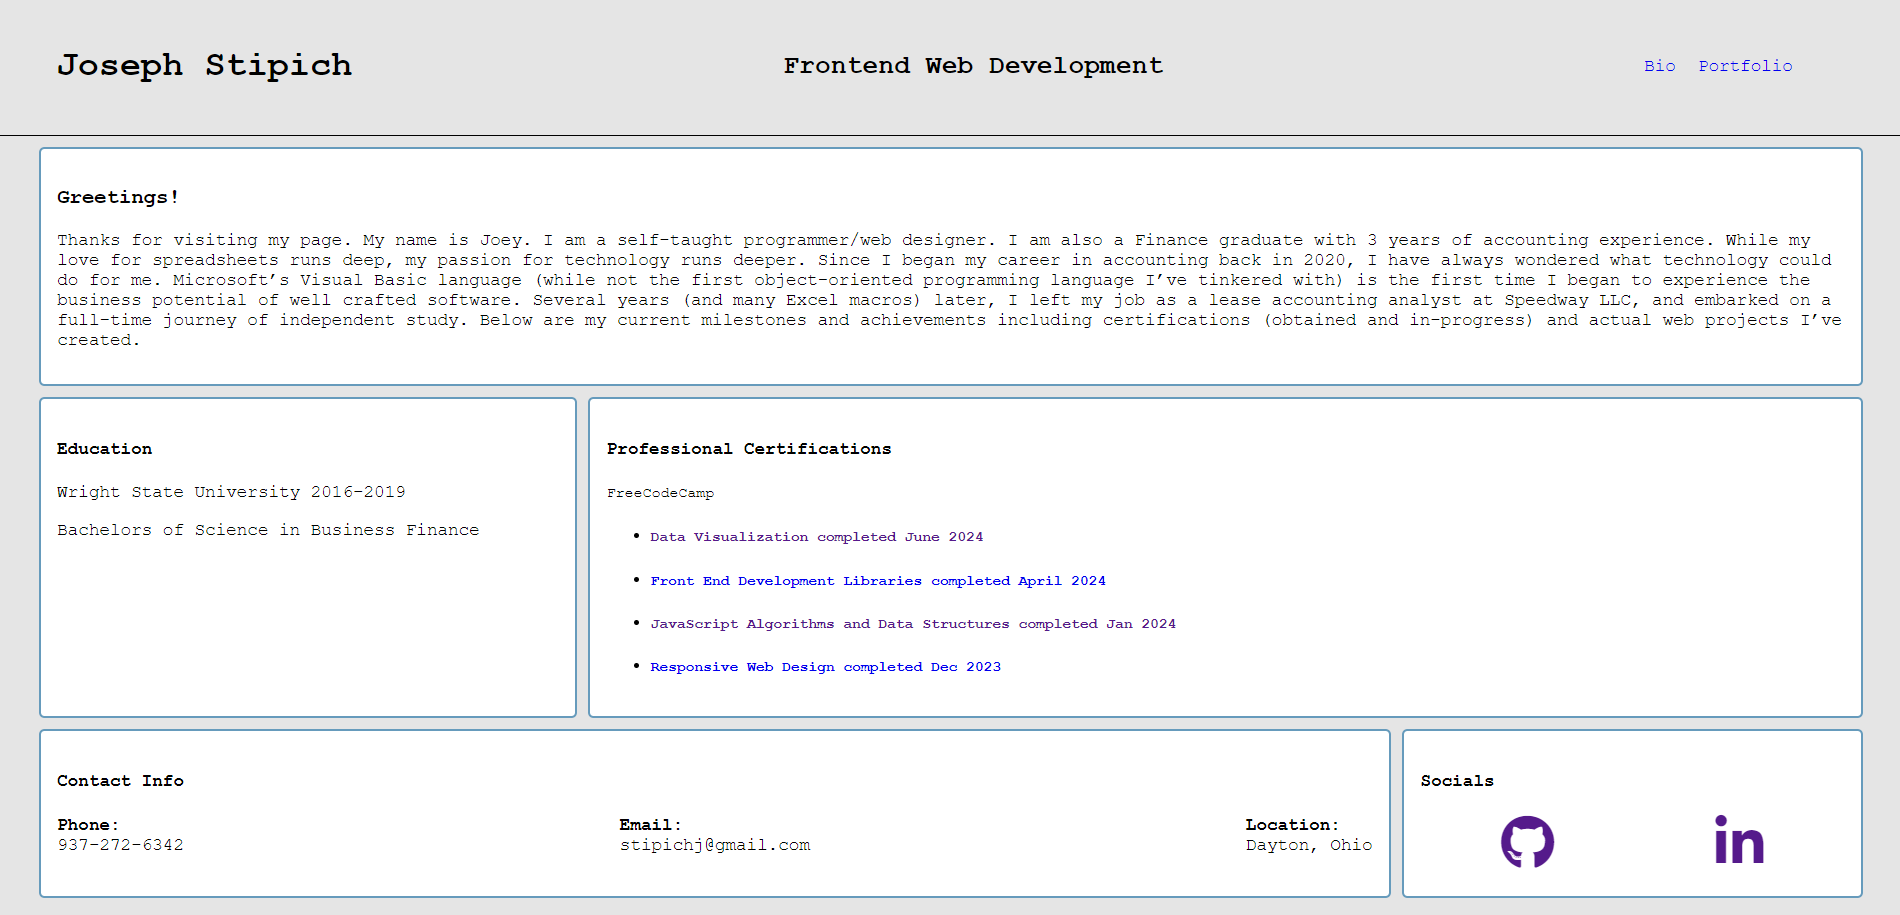 Joseph Stipich
Frontend Web Development
Bio Portfolio
Greetings!
Thanks for visiting my page. My name is Joey. I am a self-taught programmer/web designer. I am also a Finance graduate with 3 years of accounting experience. While my
love for spreadsheets runs deep, my passion for technology runs deeper. Since I began my career in accounting back in 2020, I have always wondered what technology could
do for me. Microsoft’s Visual Basic language (while not the first object-oriented programming language I’ve tinkered with) is the first time I began to experience the
business potential of well crafted software. Several years (and many Excel macros) later, I left my job as a lease accounting analyst at Speedway LLC, and embarked on a
full-time journey of independent study. Below are my current milestones and achievements including certifications (obtained and in-progress) and actual web projects I’ve
created.
Education
Wright State University 2016-2019
Bachelors of Science in Business Finance
Professional Certifications
FreeCodeCamp
• Data Visualization completed June 2024
• Front End Development Libraries completed April 2024
• JavaScript Algorithms and Data Structures completed Jan 2024
• Responsive Web Design completed Dec 2023
Contact Info
Phone:
937-272-6342
Email:
stipichj@gmail.com
Location:
Dayton, Ohio
Socials
in